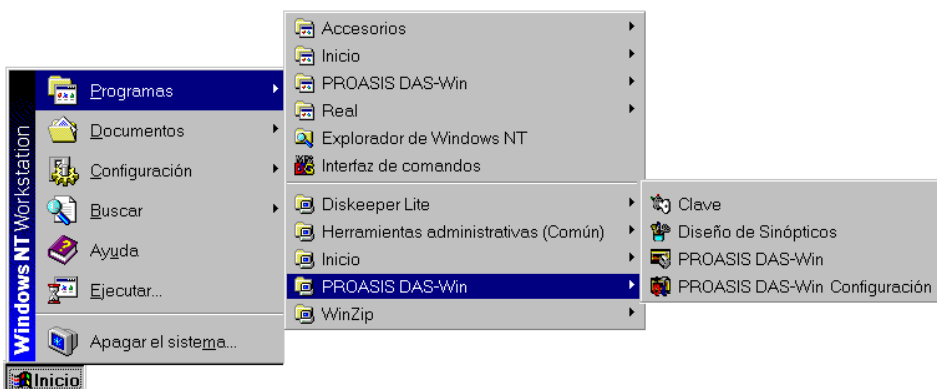 Windows NT Workstation
Programas
Documentos
Configuración
Buscar
Ayuda
Ejecutar...
Apagar el sistema...
Inicio
Accesorios
Inicio
PROASIS DAS-Win
Real
Explorador de Windows NT
Interfaz de comandos
Diskeeper Lite
Herramientas administrativas (Común)
Inicio
PROASIS DAS-Win
WinZip
Clave
Diseño de Sinópticos
PROASIS DAS-Win
PROASIS DAS-Win Configuración